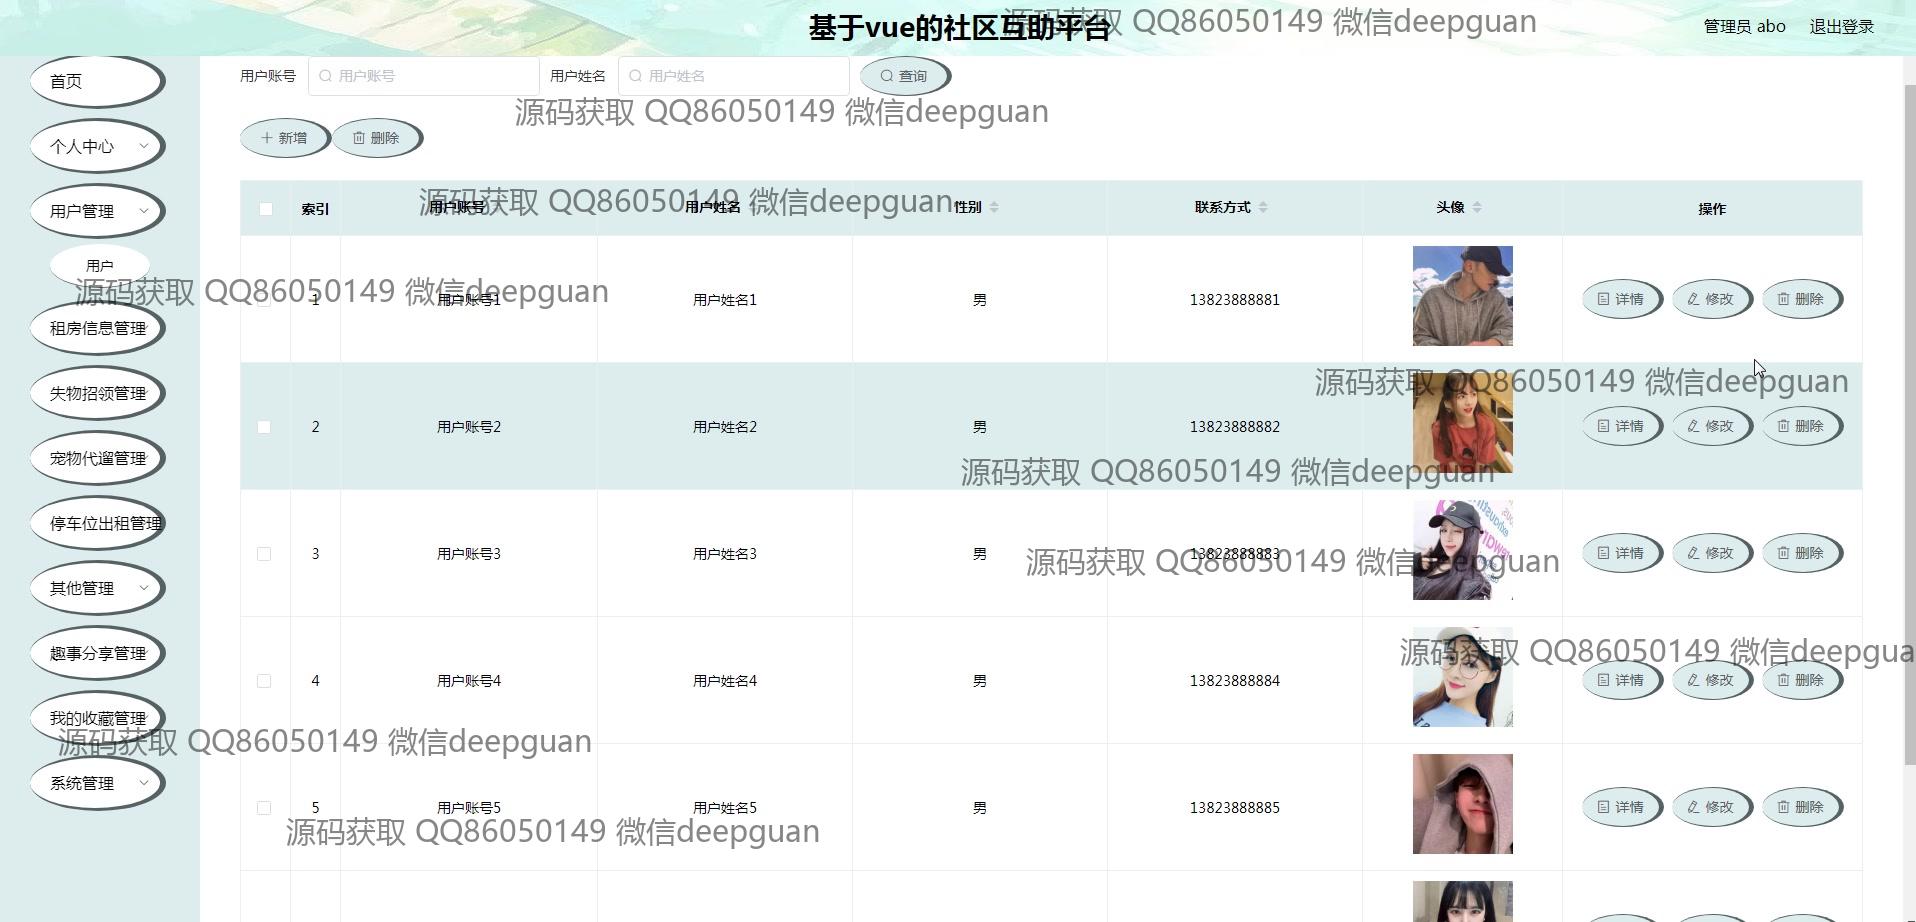 基于vue的社区互助平台
源码获取 QQ86050149 微信deepguan
管理员 abo 退出登录
首页
个人中心
用户管理
用户
租房信息管理
失物招领管理
宠物代遛管理
停车位出租管理
其他管理
趣事分享管理
我的收藏管理
系统管理
用户账号 用户账号 用户姓名 用户姓名 查询
源码获取 QQ86050149 微信deepguan
新增 删除
源码获取 QQ86050149 微信deepguan
索引 用户账号 用户姓名 性别 联系方式 头像 操作
源码获取 QQ86050149 微信deepguan
1 用户账号1 用户姓名1 男 13823888881 详情 修改 删除
源码获取 QQ86050149 微信deepguan
2 用户账号2 用户姓名2 男 13823888882 详情 修改 删除
源码获取 QQ86050149 微信deepguan
3 用户账号3 用户姓名3 男 13823888883 详情 修改 删除
源码获取 QQ86050149 微信deepguan
源码获取 QQ86050149 微信deepgua
4 用户账号4 用户姓名4 男 13823888884 详情 修改 删除
源码获取 QQ86050149 微信deepguan
5 用户账号5 用户姓名5 男 13823888885 详情 修改 删除
源码获取 QQ86050149 微信deepguan